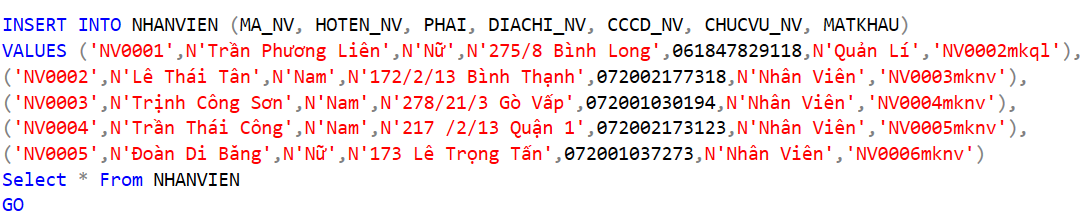 INSERT INTO NHANVIEN (MA_NV, HOTEN_NV, PHAI, DIACHI_NV, CCCD_NV, CHUCVU_NV, MATKHAU)
VALUES ('NV0001',N'Trần Phương Liên',N'Nữ',N'275/8 Bình Long',061847829118,N'Quản Lí','NV0002mkql'),
('NV0002',N'Lê Thái Tân',N'Nam',N'172/2/13 Bình Thạnh',072002177318,N'Nhân Viên','NV0003mknv'),
('NV0003',N'Trịnh Công Sơn',N'Nam',N'278/21/3 Gò Vấp',072001030194,N'Nhân Viên','NV0004mknv'),
('NV0004',N'Trần Thái Công',N'Nam',N'217 /2/13 Quận 1',072002173123,N'Nhân Viên','NV0005mknv'),
('NV0005',N'Đoàn Di Băng',N'Nữ',N'173 Lê Trọng Tấn',072001037273,N'Nhân Viên','NV0006mknv')
Select * From NHANVIEN
GO